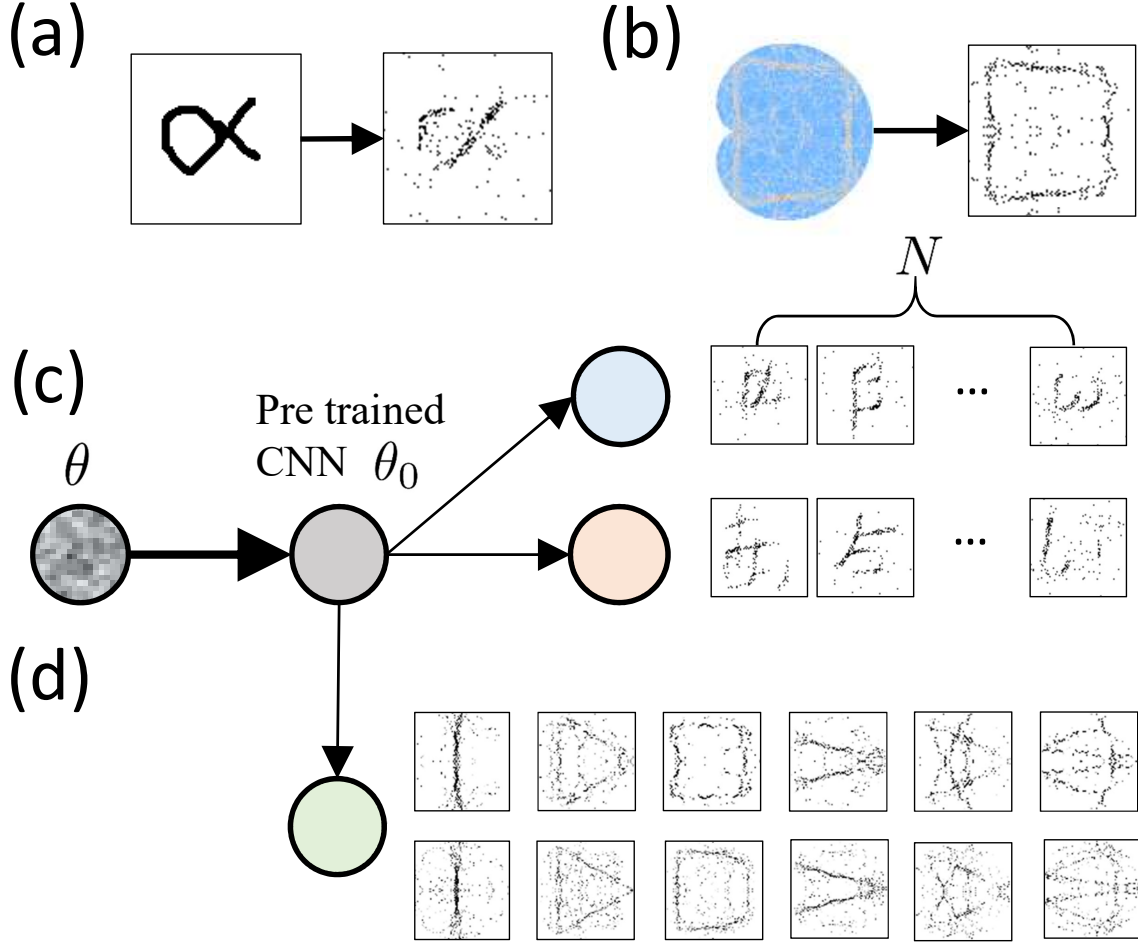 (a)
(b)
α
N
(c)
Pre trained
CNN θ₀
θ
...
...
(d)